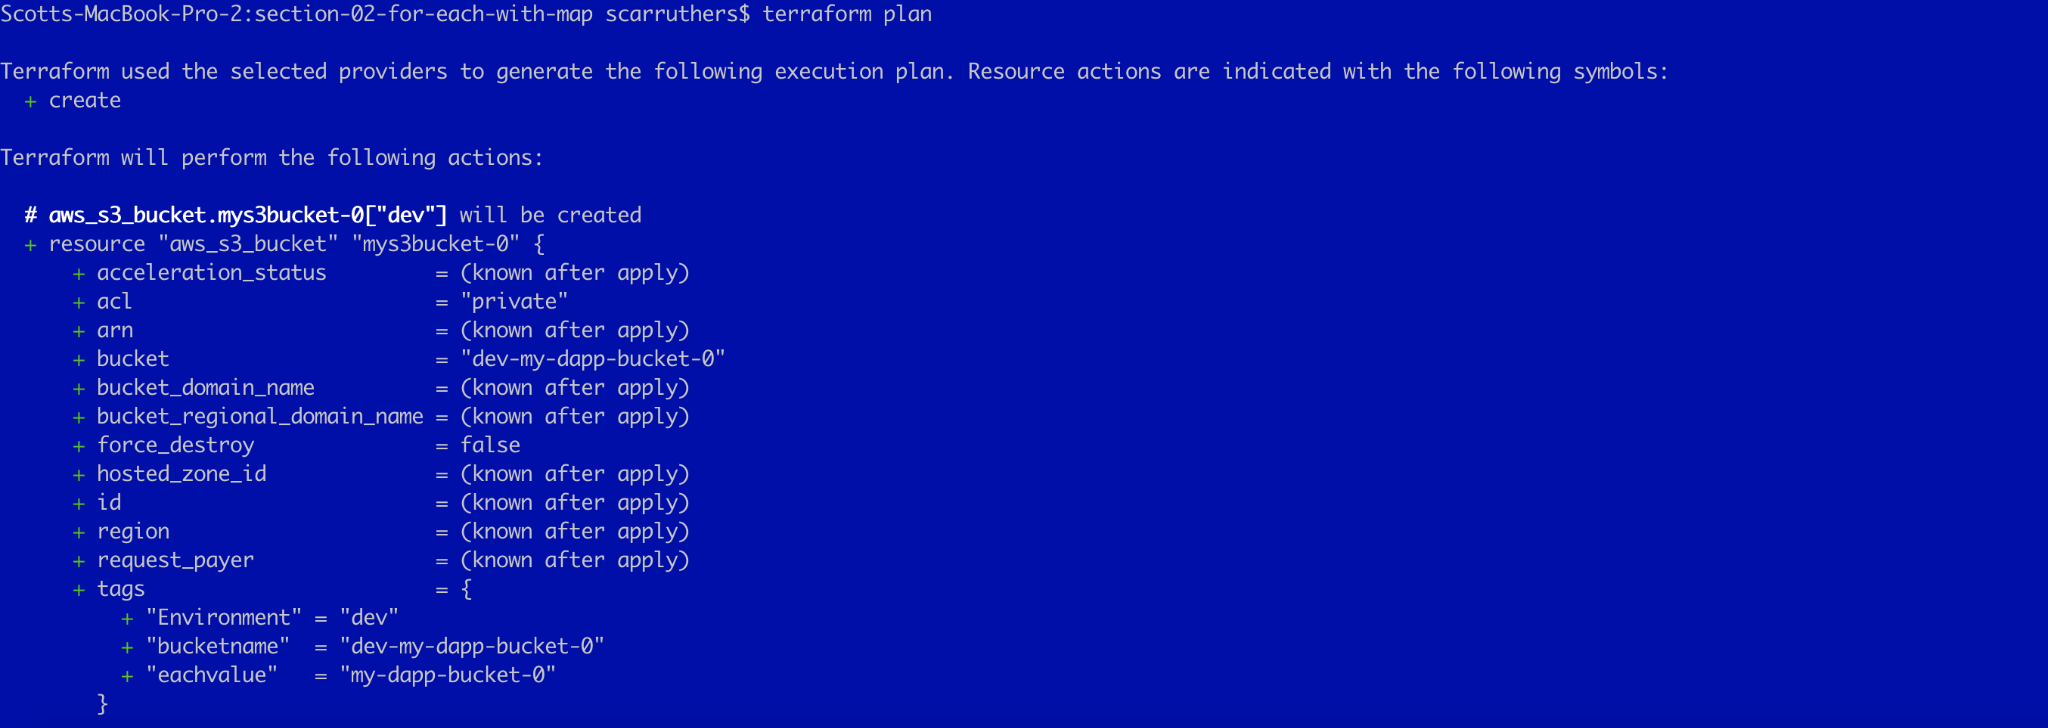 Scotts-MacBook-Pro-2:section-02-for-each-with-map scarruthers$ terraform plan
Terraform used the selected providers to generate the following execution plan. Resource actions are indicated with the following symbols:
  + create
Terraform will perform the following actions:
  # aws_s3_bucket.mys3bucket-0["dev"] will be created
  + resource "aws_s3_bucket" "mys3bucket-0" {
      + acceleration_status         = (known after apply)
      + acl                         = "private"
      + arn                         = (known after apply)
      + bucket                      = "dev-my-dapp-bucket-0"
      + bucket_domain_name          = (known after apply)
      + bucket_regional_domain_name = (known after apply)
      + force_destroy               = false
      + hosted_zone_id              = (known after apply)
      + id                          = (known after apply)
      + region                      = (known after apply)
      + request_payer               = (known after apply)
      + tags                        = {
          + "Environment" = "dev"
          + "bucketname"  = "dev-my-dapp-bucket-0"
          + "eachvalue"   = "my-dapp-bucket-0"
        }